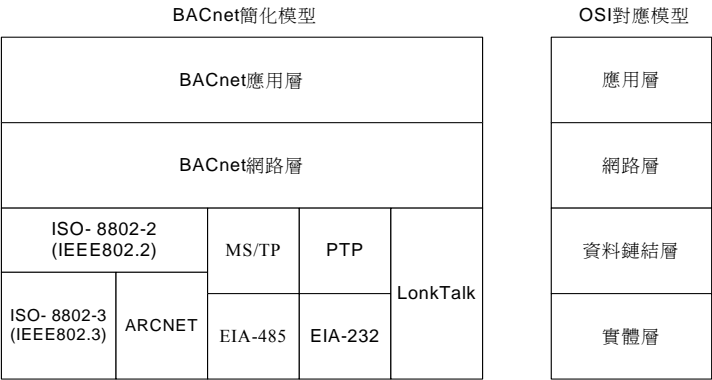 BACnet簡化模型
OSI對應模型
BACnet應用層
應用層
BACnet網路層
網路層
ISO- 8802-2
(IEEE802.2)
MS/TP
PTP
LonkTalk
資料鏈結層
ISO- 8802-3
(IEEE802.3)
ARCNET
EIA-485
EIA-232
實體層